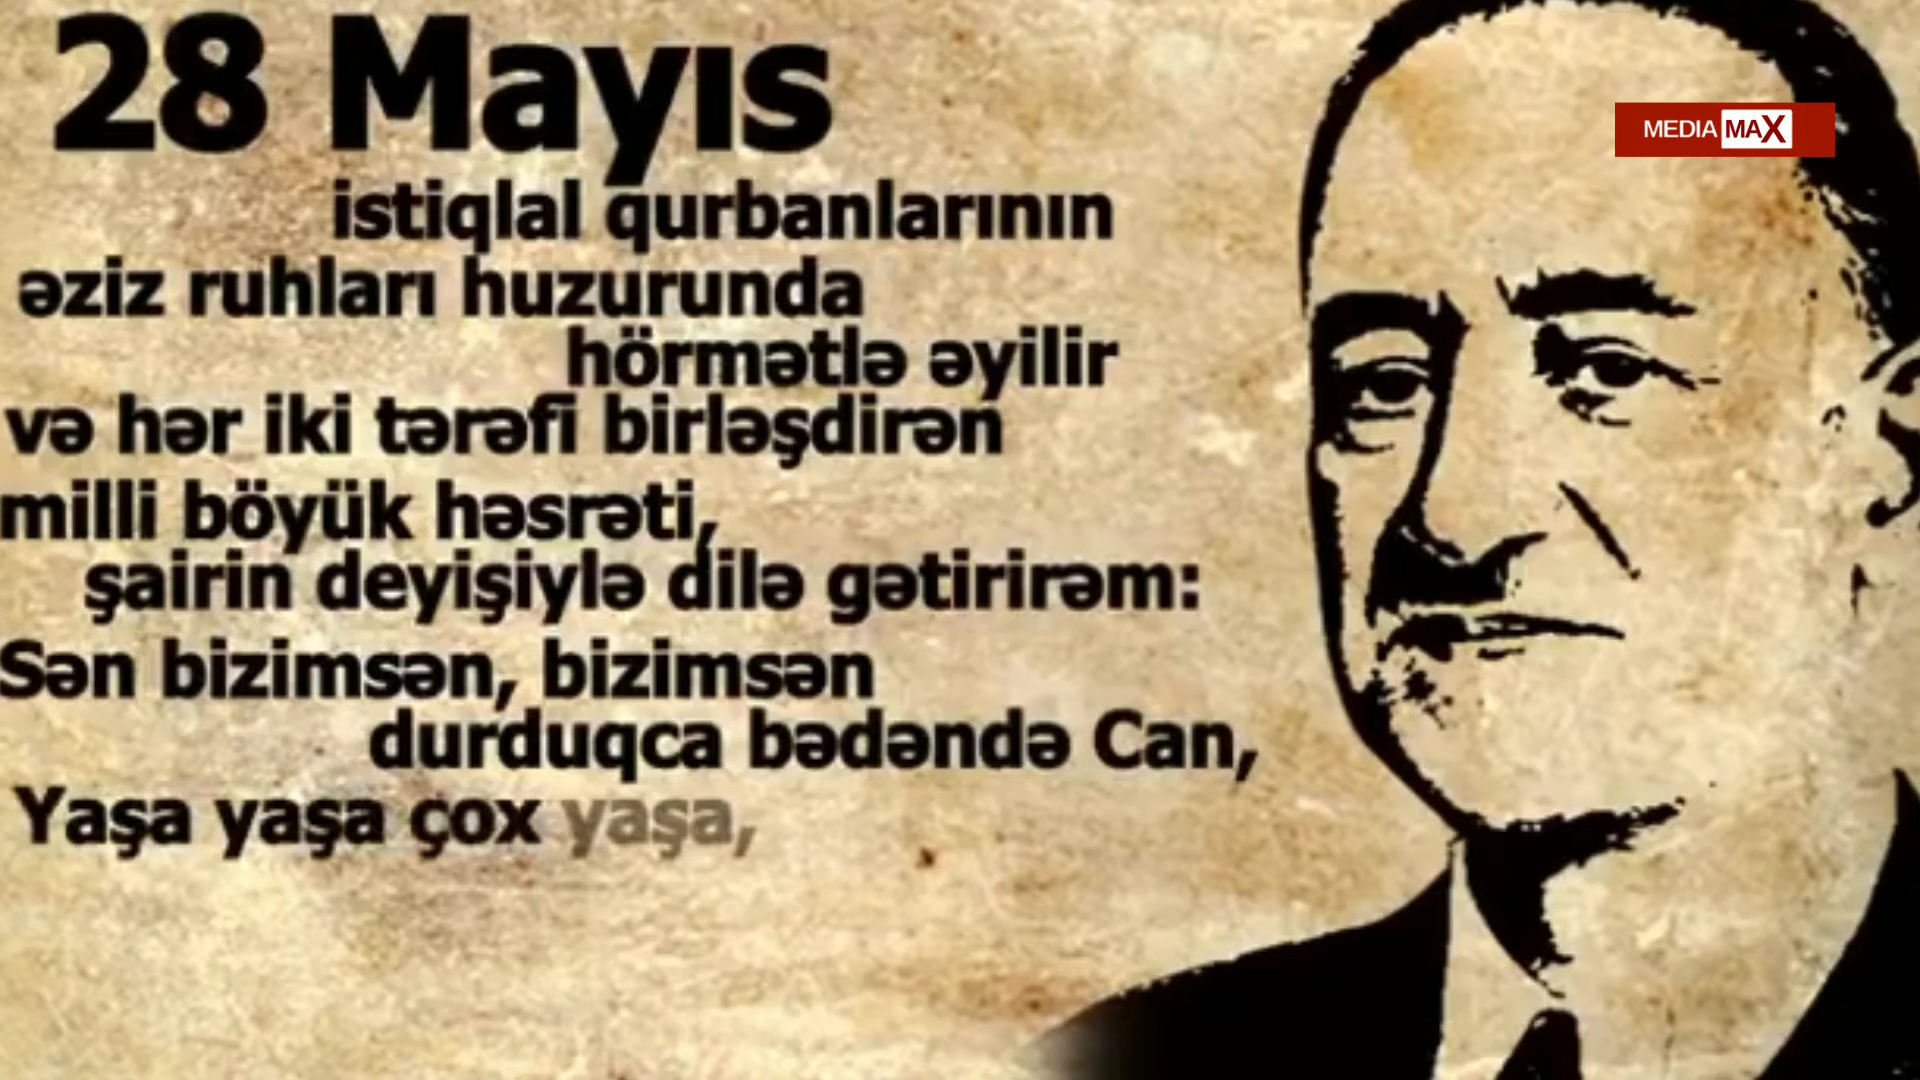 28 Mayıs
MEDIA MAX
istiqlal qurbanlarının
əziz ruhları huzurunda
hörmətlə əyilir
və hər iki tərəfi birləşdirən
milli böyük həsrəti,
şairin deyişiylə dilə gətirirəm:
Sən bizimsən, bizimsən
durduqca bədəndə Can,
Yaşa yaşa çox yaşa,